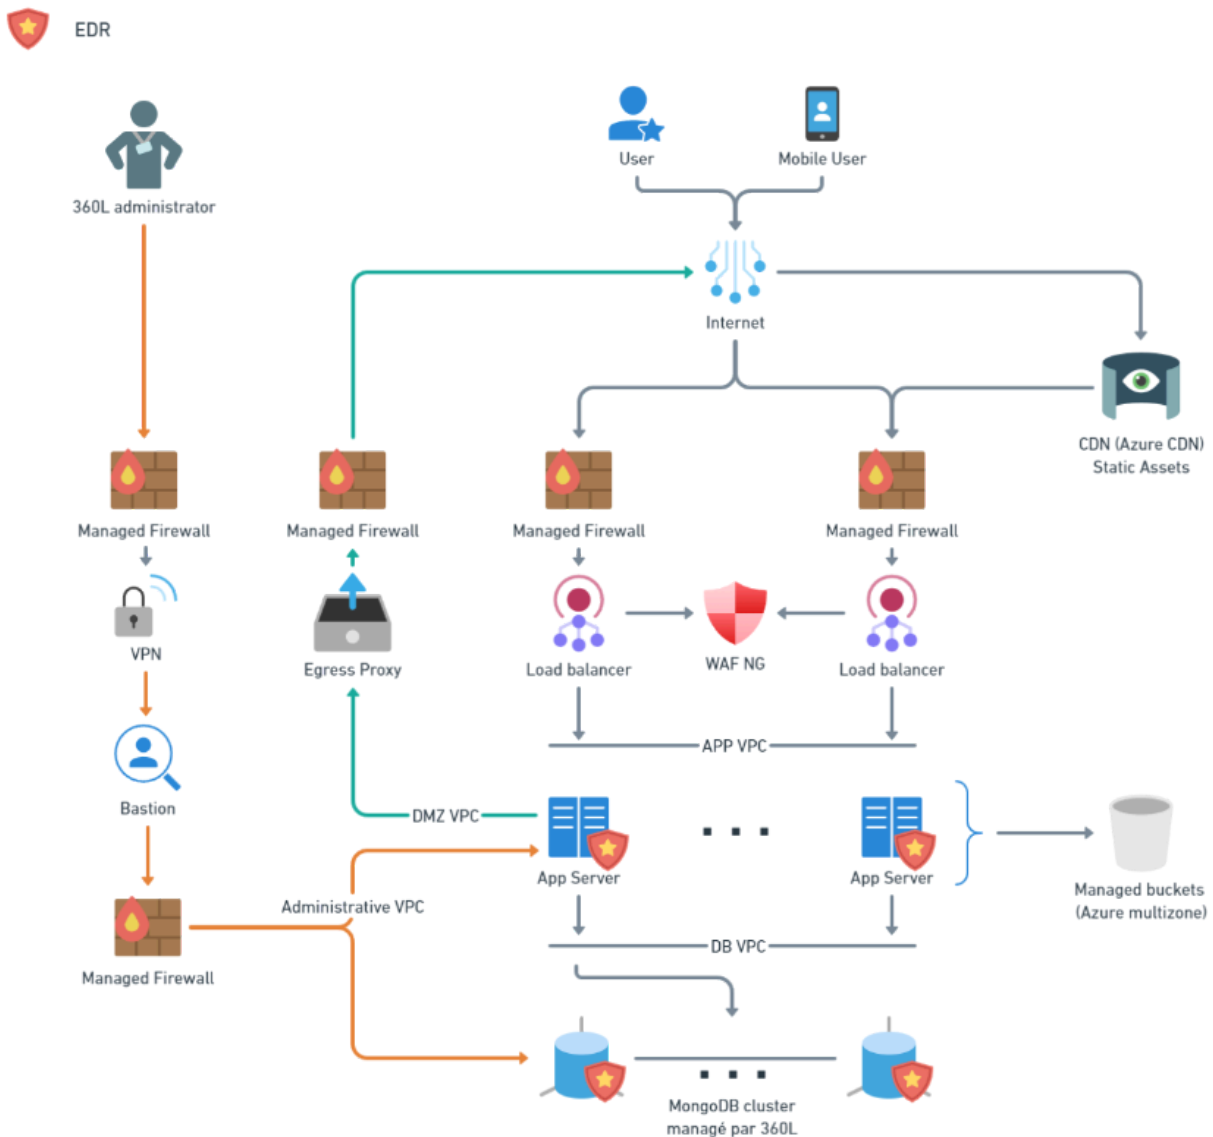 EDR
User
Mobile User
360L administrator
Internet
CDN (Azure CDN)
Static Assets
Managed Firewall
Managed Firewall
Managed Firewall
Managed Firewall
VPN
Egress Proxy
Load balancer
WAF NG
Load balancer
APP VPC
Bastion
DMZ VPC
App Server
App Server
Managed buckets
(Azure multizone)
Administrative VPC
DB VPC
Managed Firewall
MongoDB cluster
managé par 360L